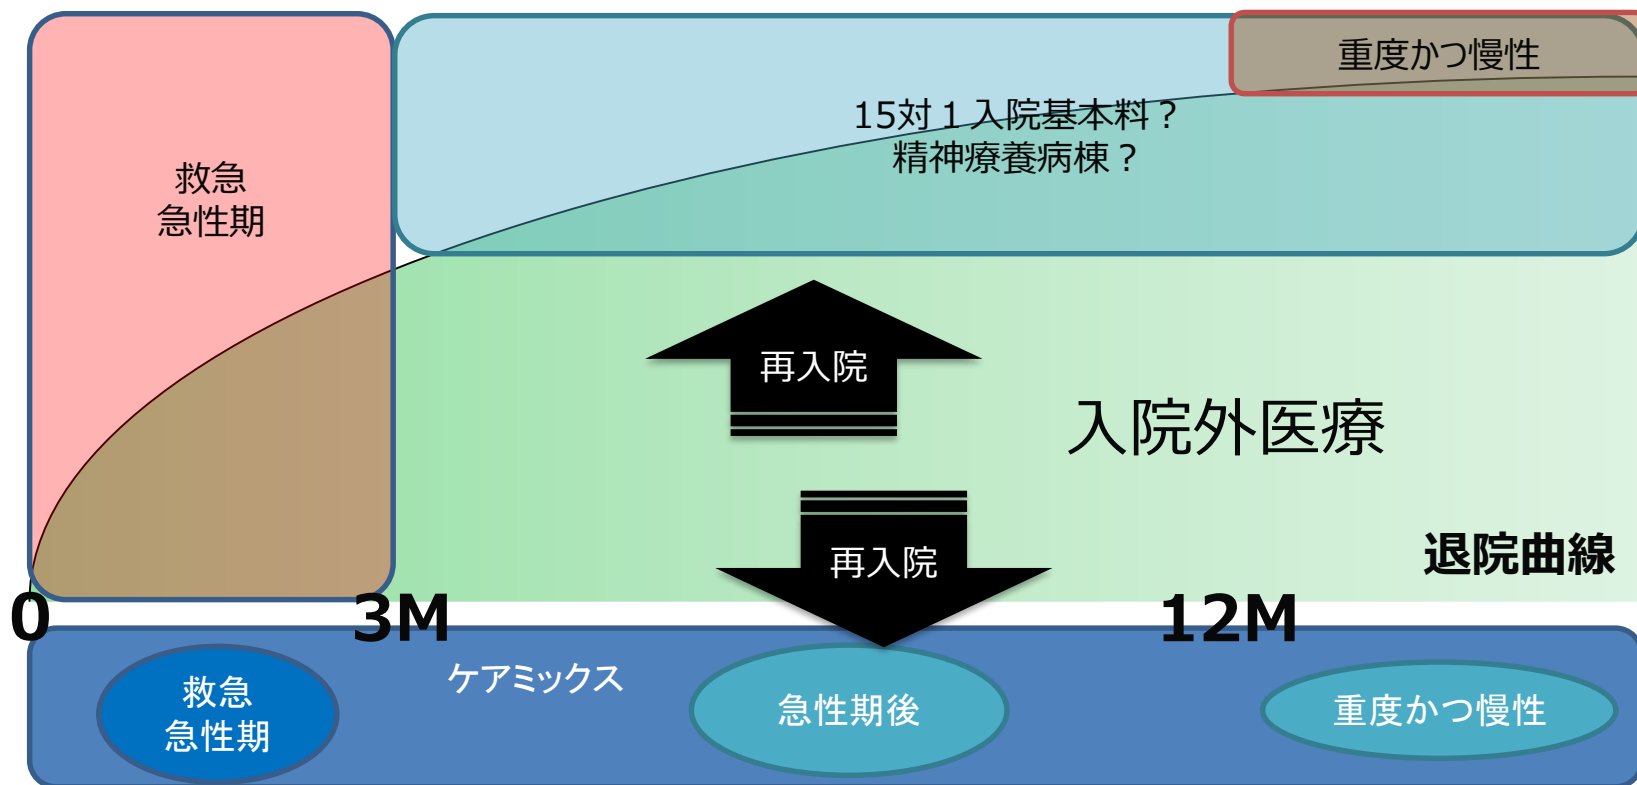 重度かつ慢性
15対１入院基本料？
精神療養病棟？
救急
急性期
再入院
入院外医療
再入院
退院曲線
0
3M
12M
ケアミックス
救急
急性期
急性期後
重度かつ慢性